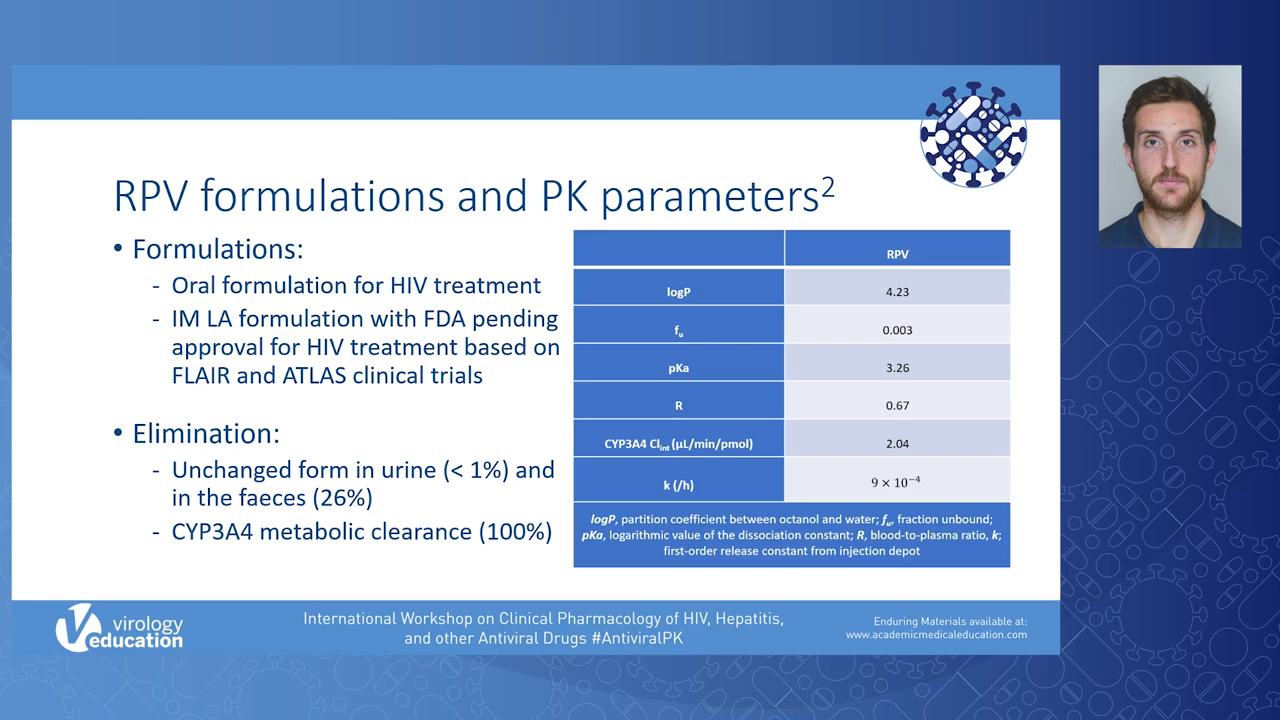 RPV formulations and PK parameters2
• Formulations:
- Oral formulation for HIV treatment
- IM LA formulation with FDA pending
approval for HIV treatment based on
FLAIR and ATLAS clinical trials
• Elimination:
- Unchanged form in urine (< 1%) and
in the faeces (26%)
- CYP3A4 metabolic clearance (100%)
RPV
logP 4.23
fu 0.003
pKa 3.26
R 0.67
CYP3A4 Clint (µL/min/pmol) 2.04
k (/h) 9 × 10⁻⁴
logP, partition coefficient between octanol and water; fu, fraction unbound;
pKa, logarithmic value of the dissociation constant; R, blood-to-plasma ratio, k;
first-order release constant from injection depot
virology
education
International Workshop on Clinical Pharmacology of HIV, Hepatitis,
and other Antiviral Drugs #AntiviralPK
Enduring Materials available at:
www.academicmedicaleducation.com